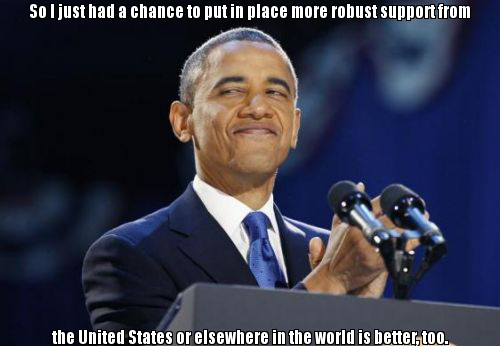 So I just had a chance to put in place more robust support from
the United States or elsewhere in the world is better, too.